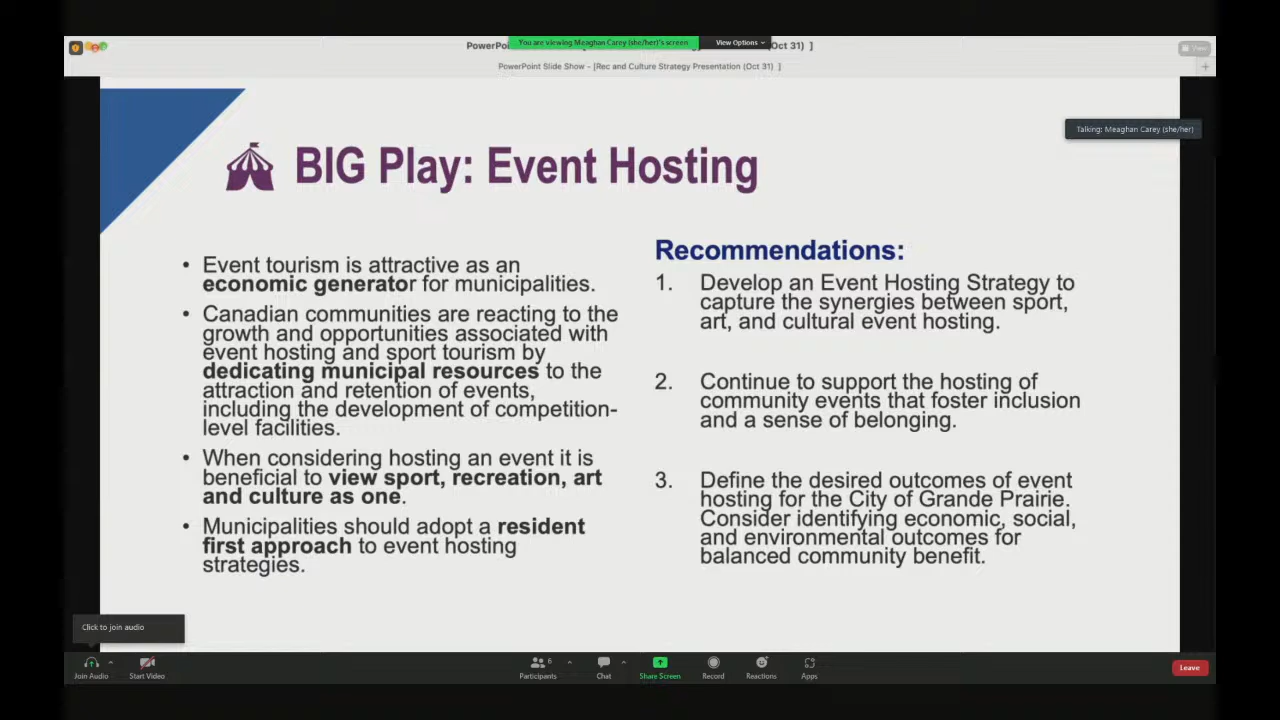 PowerPoi
You are viewing Meaghan Carey (she/her)'s screen
View Options
Oct 31) ]
View
PowerPoint Slide Show - [Rec and Culture Strategy Presentation (Oct 31) ]
Talking: Meaghan Carey (she/her)
BIG Play: Event Hosting
• Event tourism is attractive as an
economic generator for municipalities.
• Canadian communities are reacting to the
growth and opportunities associated with
event hosting and sport tourism by
dedicating municipal resources to the
attraction and retention of events,
including the development of competition-
level facilities.
• When considering hosting an event it is
beneficial to view sport, recreation, art
and culture as one.
• Municipalities should adopt a resident
first approach to event hosting
strategies.
Recommendations:
1. Develop an Event Hosting Strategy to
capture the synergies between sport,
art, and cultural event hosting.
2. Continue to support the hosting of
community events that foster inclusion
and a sense of belonging.
3. Define the desired outcomes of event
hosting for the City of Grande Prairie.
Consider identifying economic, social,
and environmental outcomes for
balanced community benefit.
Click to join audio
Join Audio
Start Video
6
Participants
Chat
Share Screen
Record
Reactions
Apps
Leave